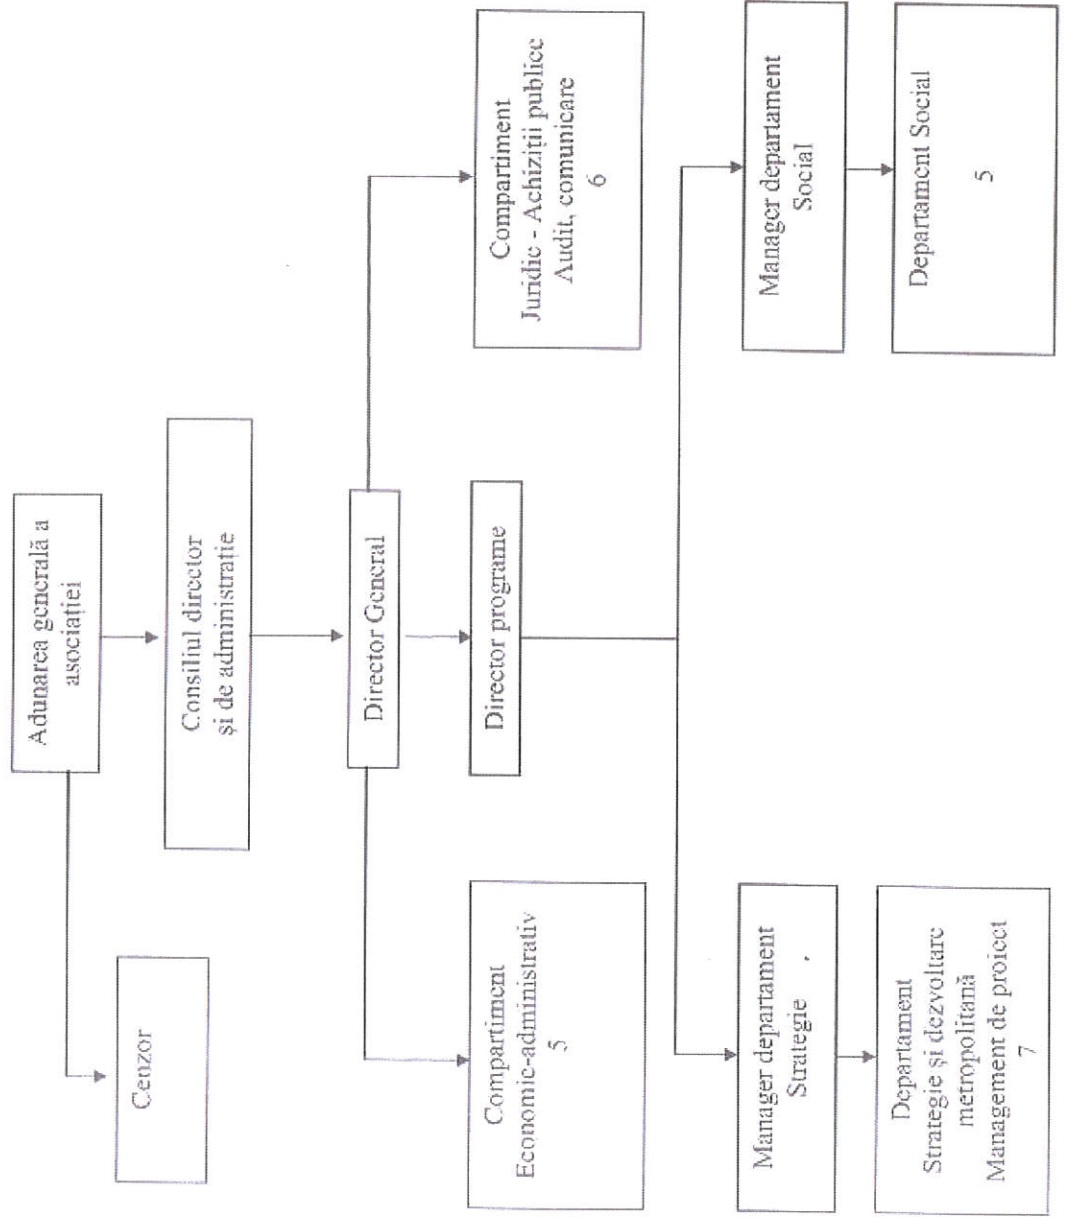 Adunarea generală a
asociației
Cenzor
Consiliul director
și de administrație
Director General
Compartiment
Economic-administrativ
5
Director programe
Compartiment
Juridic - Achiziții publice
Audit, comunicare
6
Manager departament
Strategie
Manager departament
Social
Departament
Strategie și dezvoltare
metropolitană
Management de proiect
7
Departament Social
5